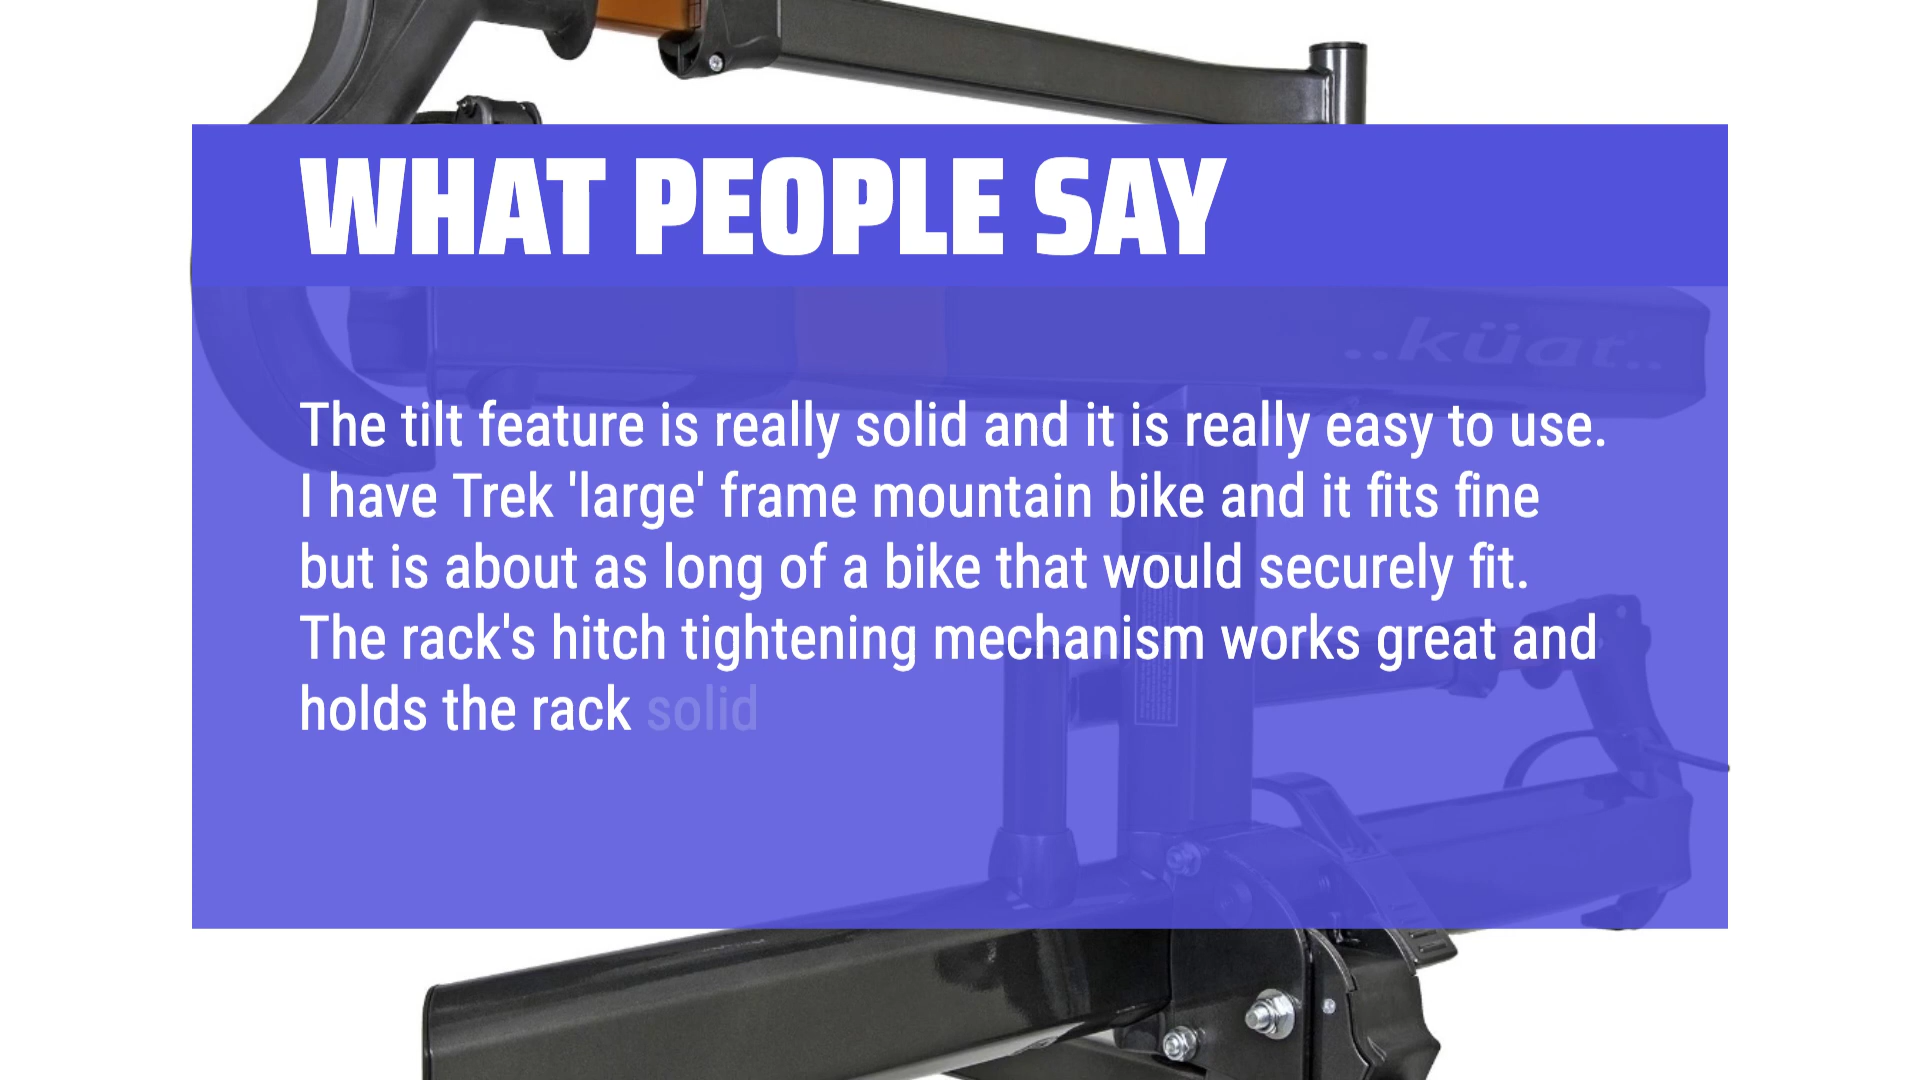 WHAT PEOPLE SAY
..küat..
The tilt feature is really solid and it is really easy to use.
I have Trek 'large' frame mountain bike and it fits fine
but is about as long of a bike that would securely fit.
The rack's hitch tightening mechanism works great and
holds the rack solid